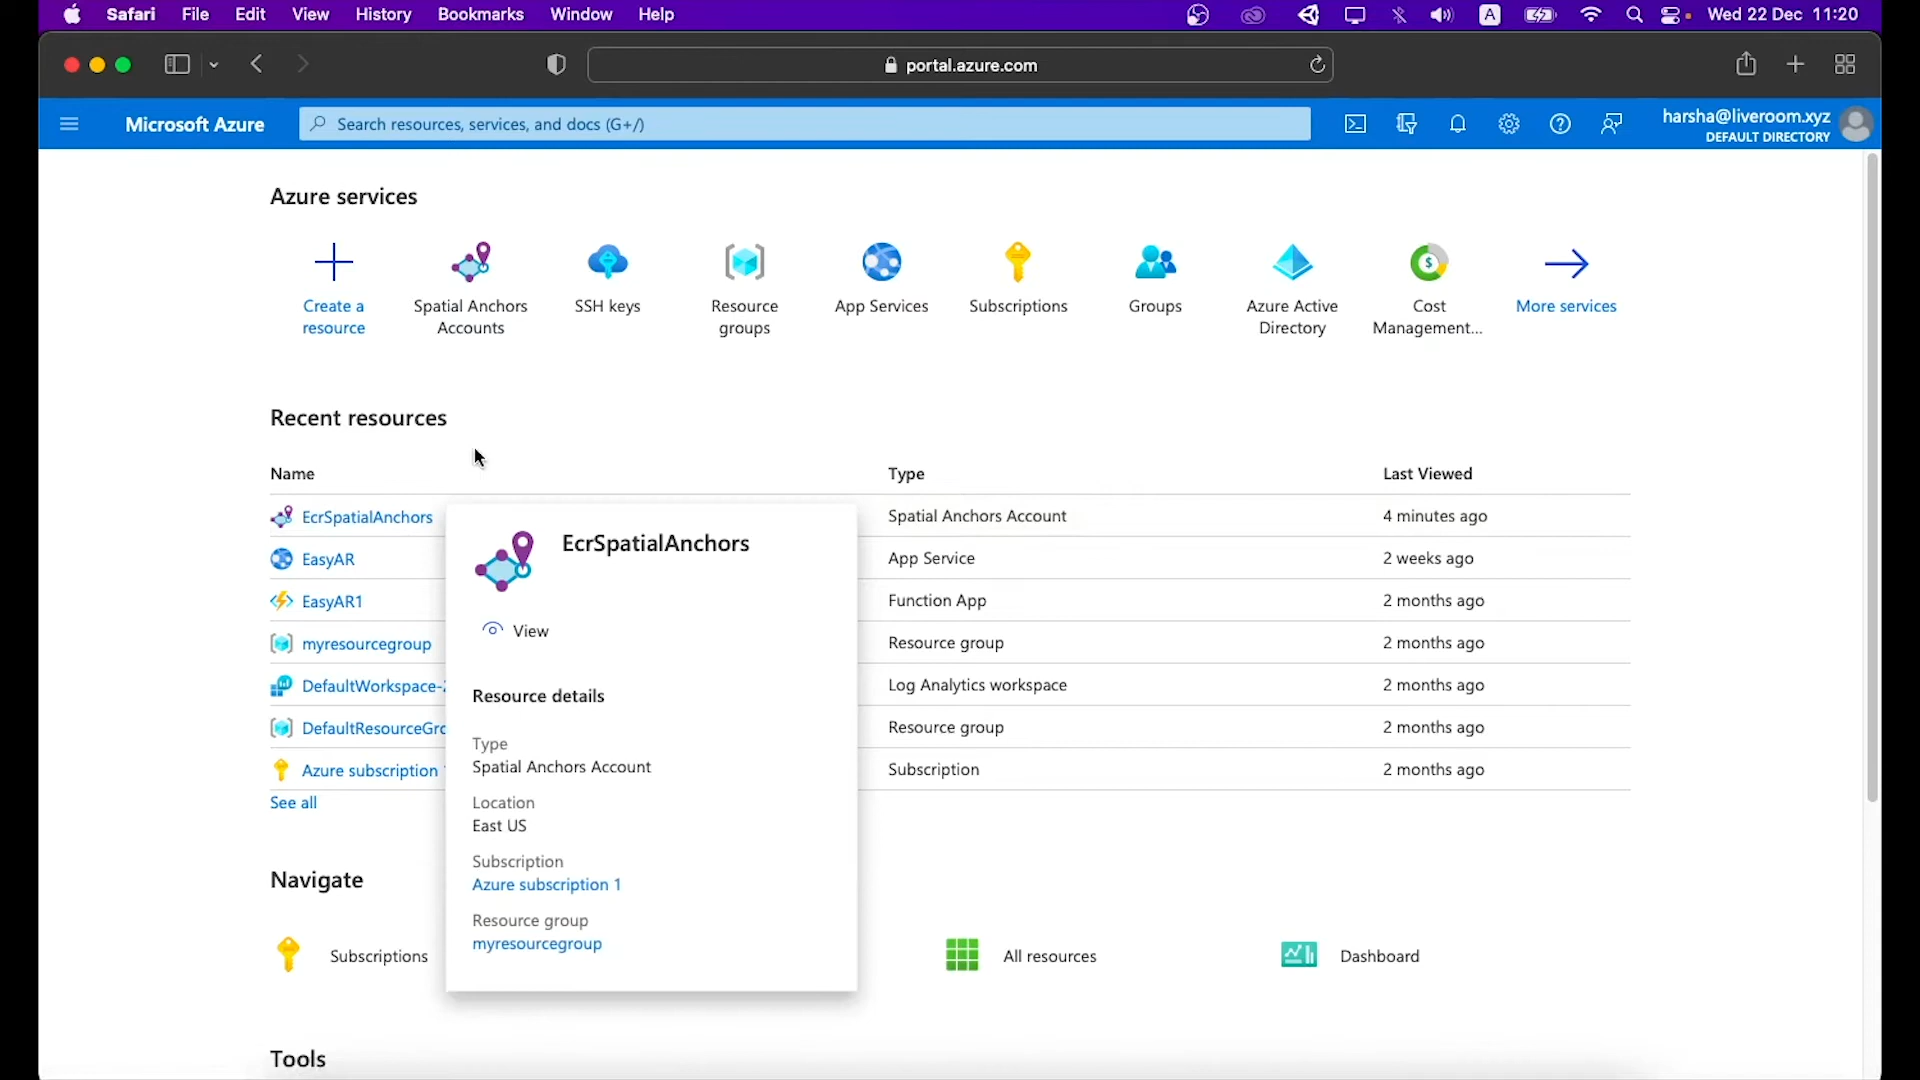 Safari File Edit View History Bookmarks Window Help A Wed 22 Dec 11:20
portal.azure.com
Microsoft Azure Search resources, services, and docs (G+/) harsha@liveroom.xyz
DEFAULT DIRECTORY
Azure services
Create a resource
Spatial Anchors Accounts
SSH keys
Resource groups
App Services
Subscriptions
Groups
Azure Active Directory
Cost Management...
More services
Recent resources
Name Type Last Viewed
EcrSpatialAnchors Spatial Anchors Account 4 minutes ago
EasyAR App Service 2 weeks ago
EasyAR1 Function App 2 months ago
myresourcegroup Resource group 2 months ago
DefaultWorkspace- Log Analytics workspace 2 months ago
DefaultResourceGro Resource group 2 months ago
Azure subscription Subscription 2 months ago
See all
EcrSpatialAnchors
View
Resource details
Type
Spatial Anchors Account
Location
East US
Subscription
Azure subscription 1
Resource group
myresourcegroup
Navigate
Subscriptions All resources Dashboard
Tools